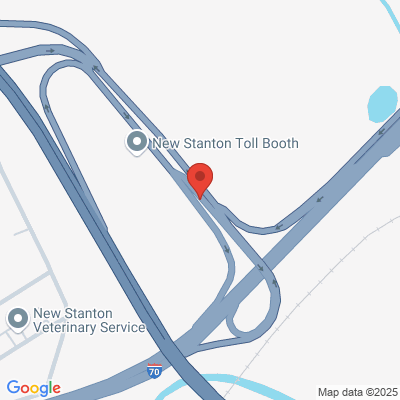 New Stanton Toll Booth
New Stanton
Veterinary Service
70
Google
Map data ©2025